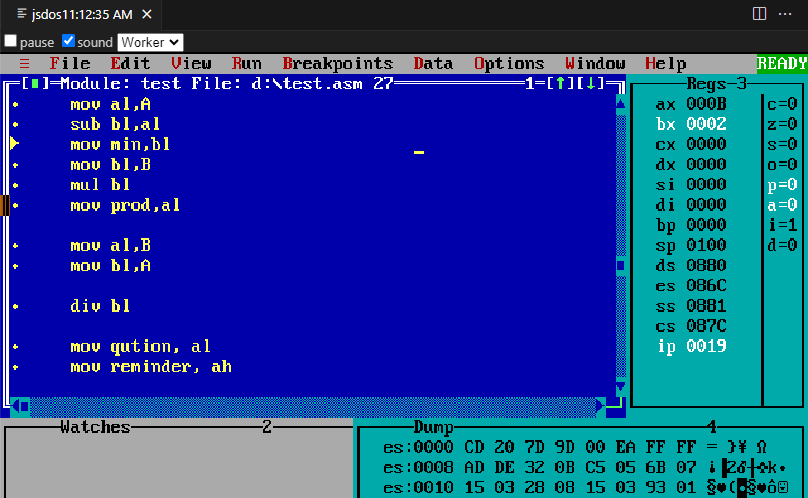 jsdos11:12:35 AM
pause sound Worker
≡ File Edit View Run Breakpoints Data Options Window Help READY
[■]=Module: test File: d:\test.asm 27 1=[↑][↓]
mov al,A
sub bl,al
mov min,bl
mov bl,B
mul bl
mov prod,al
mov al,B
mov bl,A
div bl
mov qution, al
mov reminder, ah
Regs 3
ax 000B c=0
bx 0002 z=0
cx 0000 s=0
dx 0000 o=0
si 0000 p=0
di 0000 a=0
bp 0000 i=1
sp 0100 d=0
ds 0880
es 086C
ss 0881
cs 087C
ip 0019
Watches 2
Dump 4
es:0000 CD 20 7D 9D 00 EA FF FF = }¥ Ω
es:0008 AD DE 32 0B C5 05 6B 07
es:0010 15 03 28 08 15 03 93 01